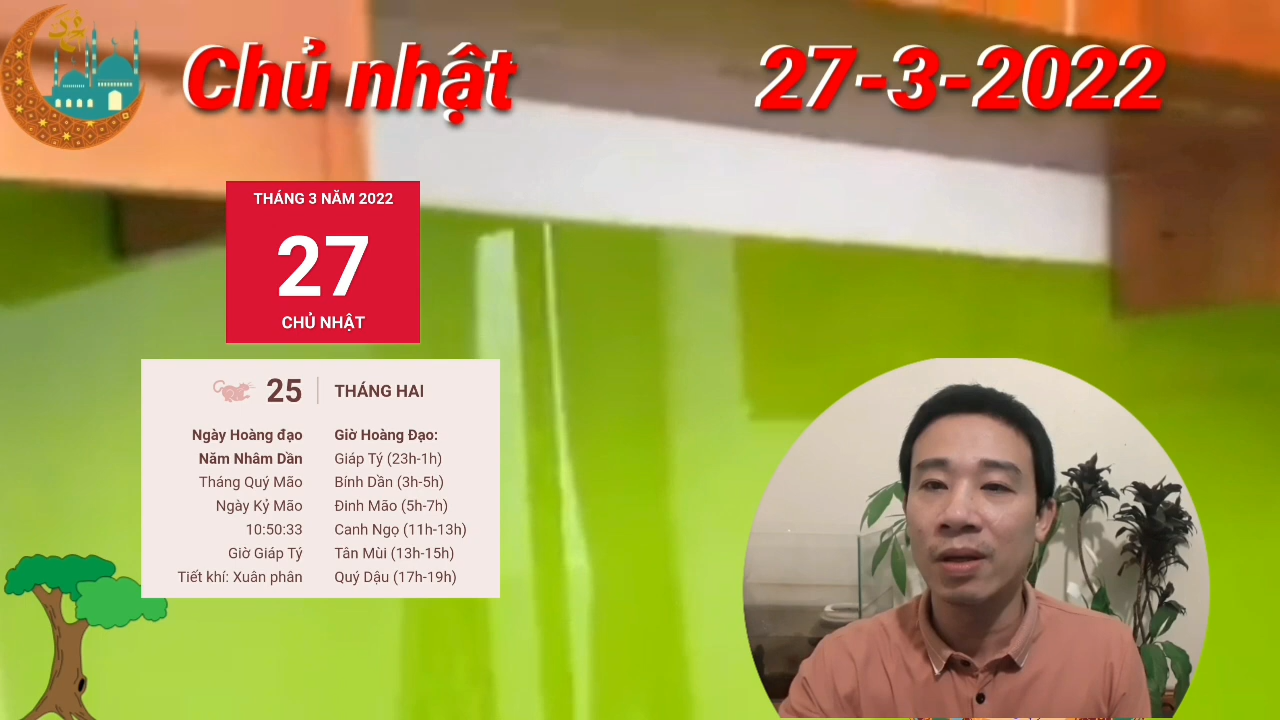 Chủ nhật
27-3-2022
THÁNG 3 NĂM 2022
27
CHỦ NHẬT
25
THÁNG HAI
Ngày Hoàng đạo
Năm Nhâm Dần
Tháng Quý Mão
Ngày Kỷ Mão
10:50:33
Giờ Giáp Tý
Tiết khí: Xuân phân
Giờ Hoàng Đạo:
Giáp Tý (23h-1h)
Bính Dần (3h-5h)
Đinh Mão (5h-7h)
Canh Ngọ (11h-13h)
Tân Mùi (13h-15h)
Quý Dậu (17h-19h)